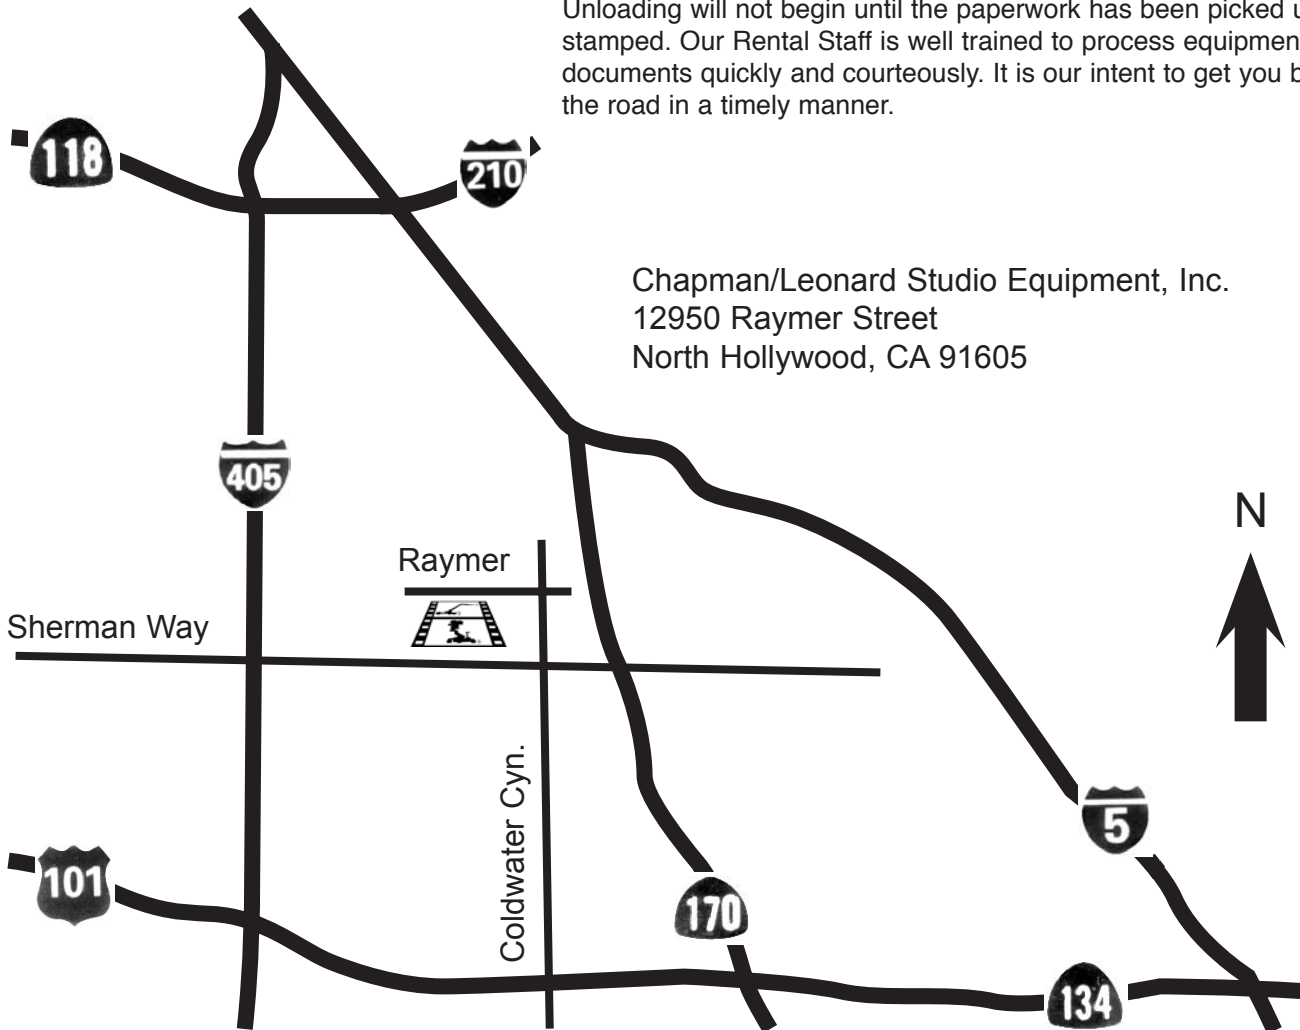 Unloading will not begin until the paperwork has been picked
stamped. Our Rental Staff is well trained to process
documents quickly and courteously. It is our intent to get you
the road in a timely manner.
118
210
Chapman/Leonard Studio Equipment, Inc.
12950 Raymer Street
North Hollywood, CA 91605
405
N
Raymer
Sherman Way
Coldwater Cyn.
5
101
170
134